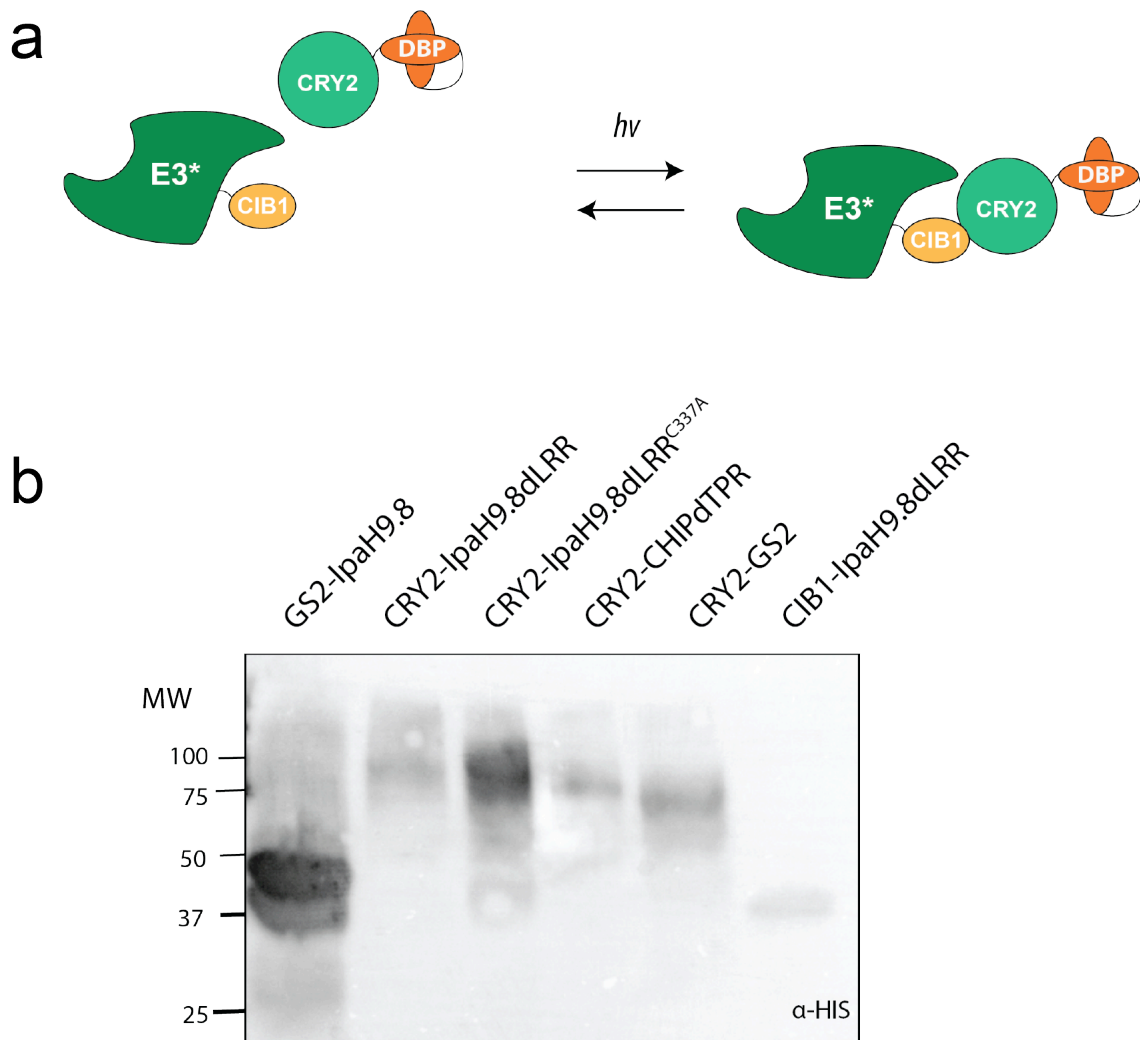 a
DBP
CRY2
E3*
CIB1
hν
DBP
E3*
CRY2
CIB1
b
GS2-IpaH9.8
CRY2-IpaH9.8dLRR
CRY2-IpaH9.8dLRR^C337A
CRY2-CHIPdTPR
CRY2-GS2
CIB1-IpaH9.8dLRR
MW
100
75
50
37
25
α-HIS